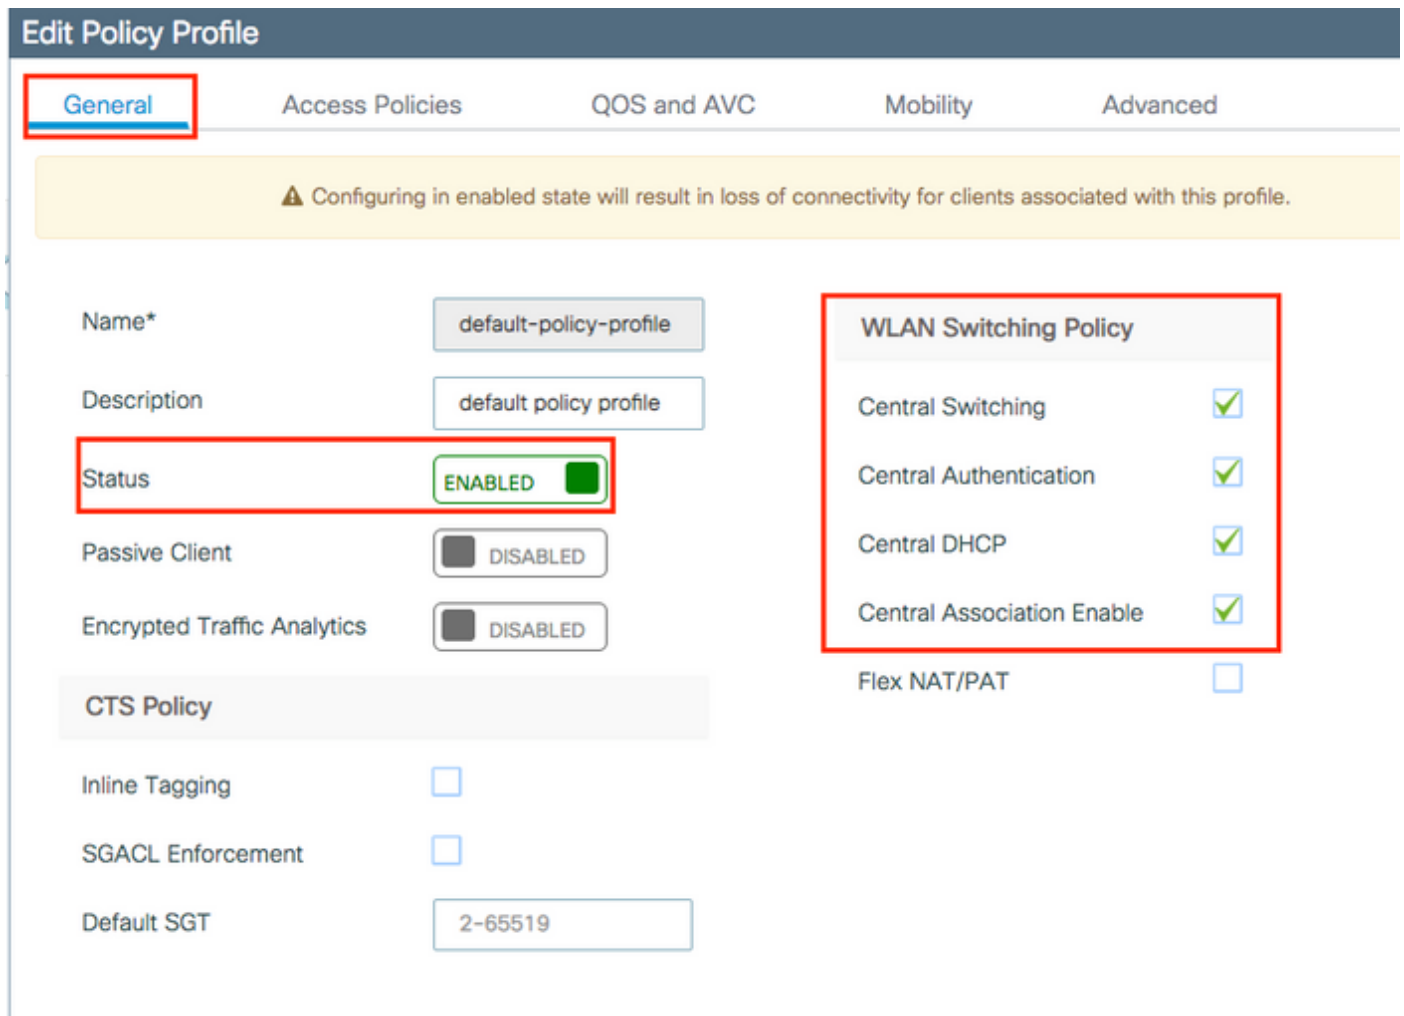 Edit Policy Profile
General Access Policies QOS and AVC Mobility Advanced
Configuring in enabled state will result in loss of connectivity for clients associated with this profile.
Name* default-policy-profile
Description default policy profile
Status ENABLED
Passive Client DISABLED
Encrypted Traffic Analytics DISABLED
CTS Policy
Inline Tagging
SGACL Enforcement
Default SGT 2-65519
WLAN Switching Policy
Central Switching
Central Authentication
Central DHCP
Central Association Enable
Flex NAT/PAT